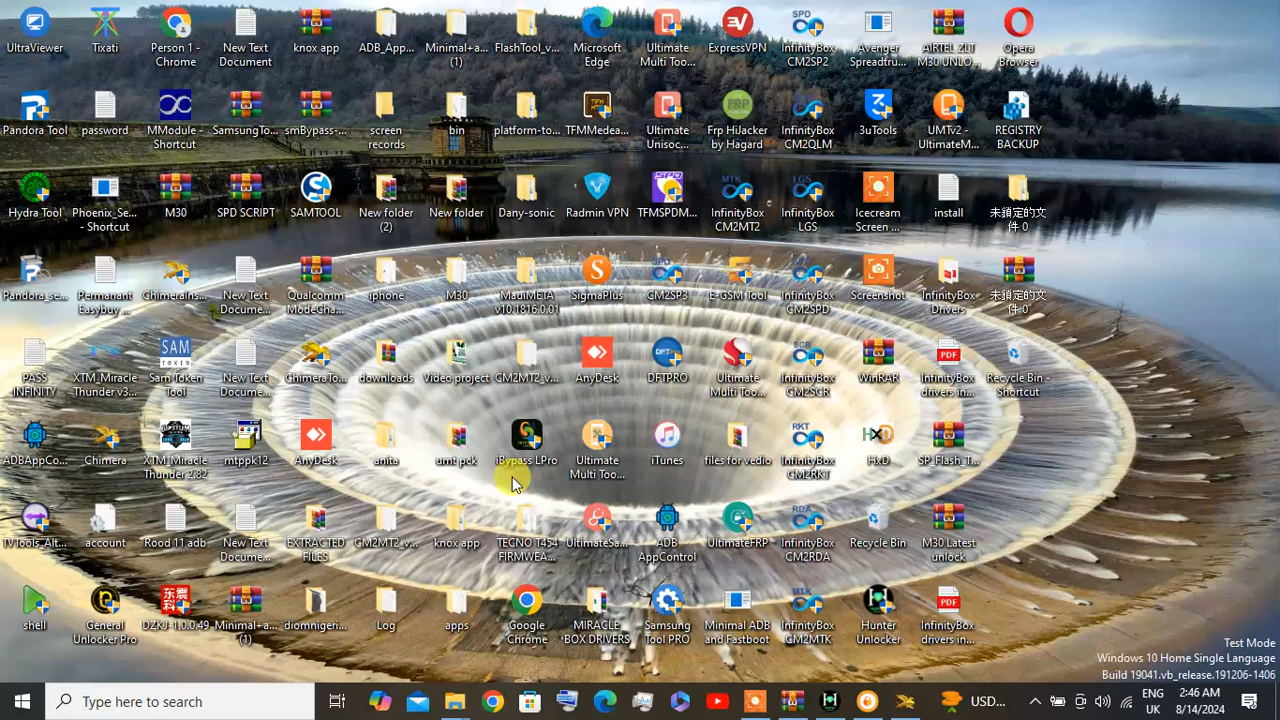 UltraViewer
Tixati
Person 1 -
Chrome
New Text
Document
knox app
ADB_App...
Minimal+a...
(1)
FlashTool_v...
Microsoft
Edge
Ultimate
Multi Too...
ExpressVPN
InfinityBox
CM2SP2
Avenger
Spreadtru...
AIRTEL ZLT
M30 UNLO...
Opera
Browser
Pandora Tool
password
MModule -
Shortcut
SamsungTo...
smBypass-...
screen
records
bin
platform-to...
TFMMedea...
Ultimate
Unisoc...
Frp HiJacker
by Hagard
InfinityBox
CM2QLM
3uTools
UMTv2 -
UltimateM...
REGISTRY
BACKUP
Hydra Tool
Phoenix_Se...
- Shortcut
M30
SPD SCRIPT
SAMTOOL
New folder
(2)
New folder
Dany-sonic
Radmin VPN
TFMSPDM...
InfinityBox
CM2MT2
InfinityBox
LGS
Icecream
Screen ...
install
未鎖定的文
件 0
Pandora_se...
Permanant
Easybuy ...
ChimeraIns...
New Text
Docume...
Qualcomm
ModeCha...
iphone
M30
MauiMETA
v10.1816.0.01
SigmaPlus
CM2SP3
E-GSM Tool
InfinityBox
CM2SPD
Screenshot
InfinityBox
Drivers
未鎖定的文
件 0
PASS
INFINITY
XTM_Miracle
Thunder v3...
Sam Token
Tool
New Text
Docume...
ChimeraTo...
downloads
Video project
CM2MT2_v...
AnyDesk
DFTPRO
Ultimate
Multi Too...
InfinityBox
CM2SCR
WinRAR
InfinityBox
drivers in...
Recycle Bin -
Shortcut
ADBAppCo...
_Chimera
XTM_Miracle
Thunder 2.82
mtppk12
AnyDesk
anita
umt pck
iBypass LPro
Ultimate
Multi Too...
iTunes
files for vedio
InfinityBox
CM2RKT
HxD
SP_Flash_T...
TVTools_Alt...
account
Rood 11 adb
New Text
Docume...
EXTRACTED
FILES
CM2MT2_v...
knox app
TECNO T454
FIRMWEA...
UltimateSa...
ADB
AppControl
UltimateFRP
InfinityBox
CM2RDA
Recycle Bin
M30 Latest
unlock
shell
General
Unlocker Pro
DZKJ-1.0.0.49
Minimal+a...
(1)
diomnigeri...
Log
apps
Google
Chrome
MIRACLE
BOX DRIVERS
Samsung
Tool PRO
Minimal ADB
and Fastboot
InfinityBox
CM2MTK
Hunter
Unlocker
InfinityBox
drivers in...
Test Mode
Windows 10 Home Single Language
Build 19041.vb_release.191206-1406
Type here to search
USD...
ENG
UK
2:46 AM
8/14/2024